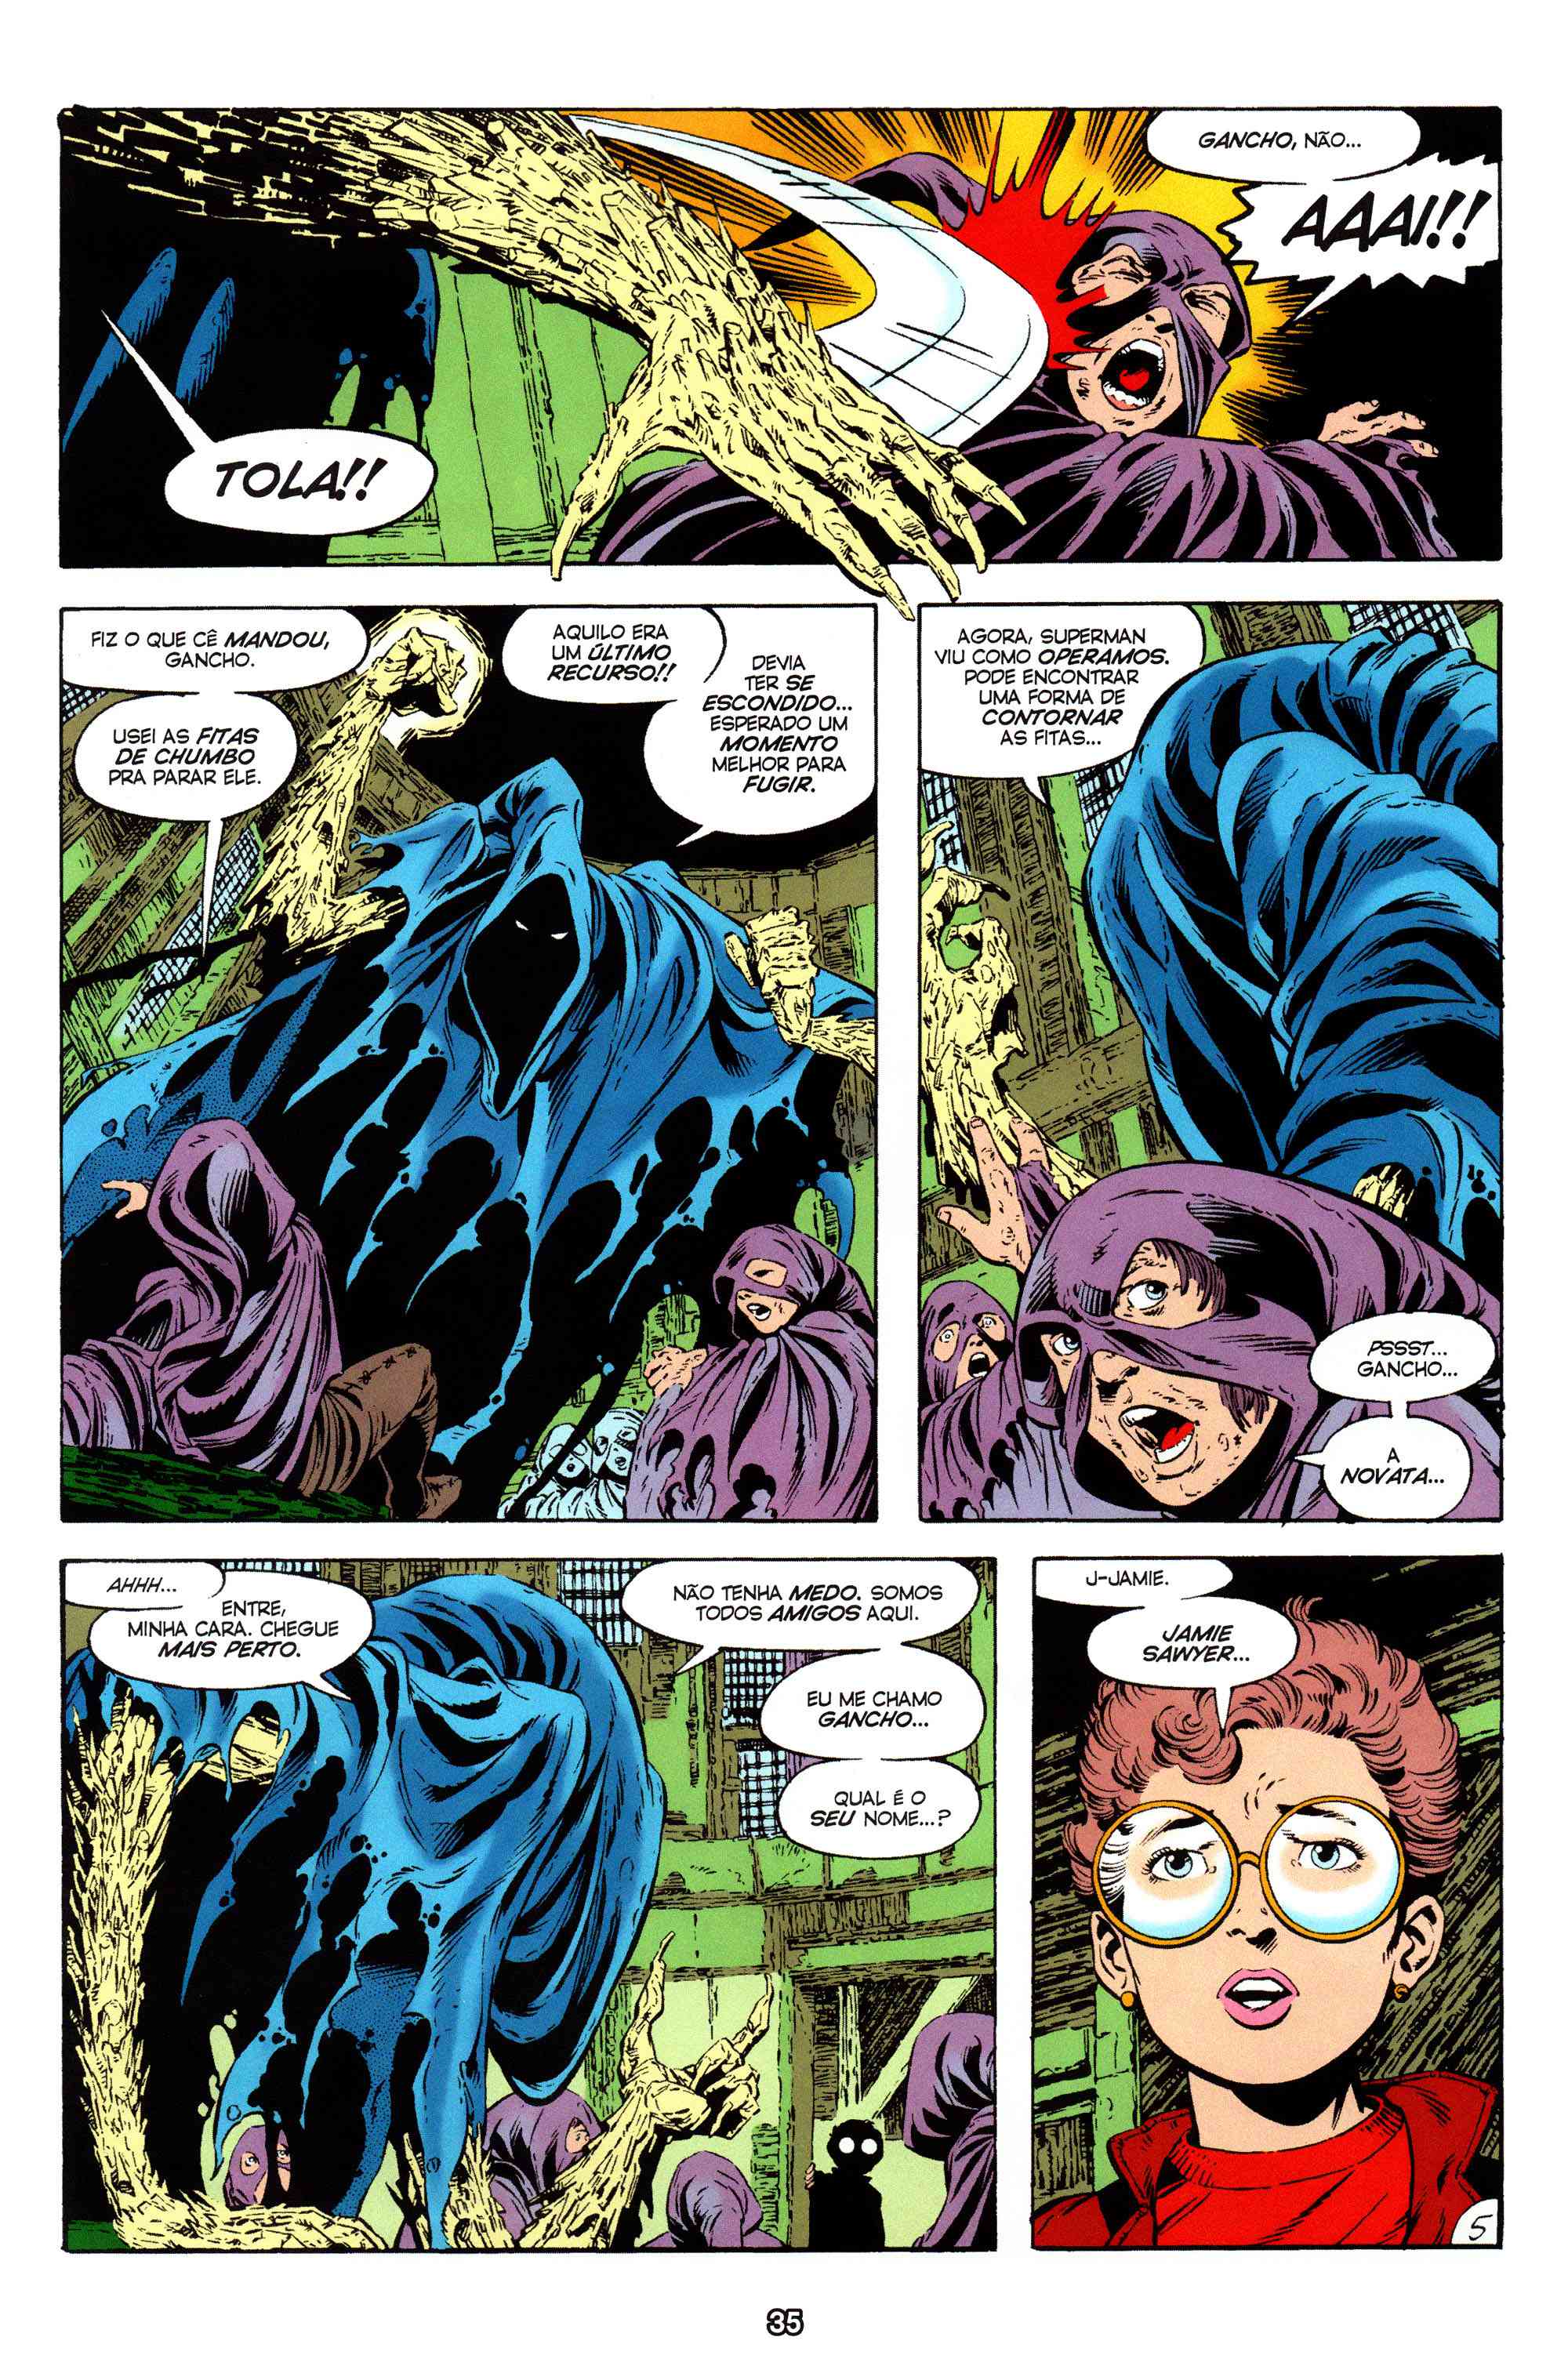 GANCHO, NÃO...
AAAI!!
TOLA!!
FIZ O QUE CÊ MANDOU,
GANCHO.
USEI AS FITAS
DE CHUMBO
PRA PARAR ELE.
AQUILO ERA
UM ÚLTIMO
RECURSO!!
DEVIA
TER SE
ESCONDIDO...
ESPERADO UM
MOMENTO
MELHOR PARA
FUGIR.
AGORA, SUPERMAN
VIU COMO OPERAMOS.
PODE ENCONTRAR
UMA FORMA DE
CONTORNAR
AS FITAS...
PSSST...
GANCHO...
A
NOVATA...
AHHH...
ENTRE,
MINHA CARA. CHEGUE
MAIS PERTO.
NÃO TENHA MEDO. SOMOS
TODOS AMIGOS AQUI.
EU ME CHAMO
GANCHO...
QUAL É O
SEU NOME...?
J-JAMIE.
JAMIE
SAWYER...
5
35